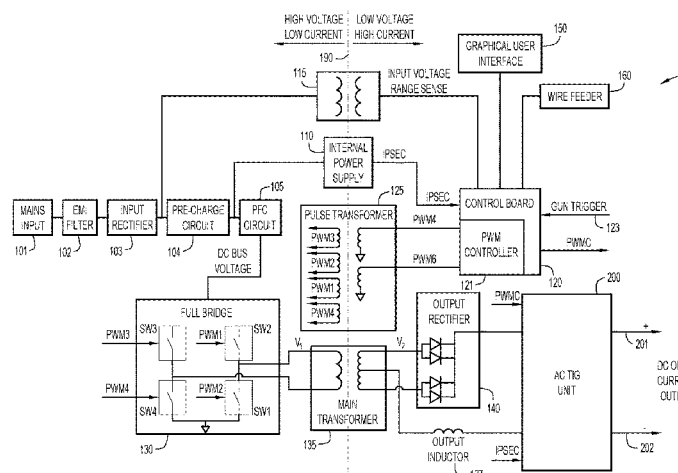 HIGH VOLTAGE
LOW CURRENT
LOW VOLTAGE
HIGH CURRENT
190
150
GRAPHICAL USER
INTERFACE
115
INPUT VOLTAGE
RANGE SENSE
160
WIRE FEEDER
110
INTERNAL
POWER
SUPPLY
IPSEC
125
IPSEC
CONTROL BOARD
105
MAINS
INPUT
EMI
FILTER
INPUT
RECTIFIER
PRE-CHARGE
CIRCUIT
PFC
CIRCUIT
101
102
103
104
PULSE TRANSFORMER
PWM4
PWM3
PWM2
PWM1
PWM4
PWM6
PWM
CONTROLLER
GUN TRIGGER
123
PWMC
121
120
200
DC BUS
VOLTAGE
FULL BRIDGE
SW3
SW2
PWM3
PWM1
PWM4
PWM2
SW4
SW1
130
V1
V2
MAIN
TRANSFORMER
135
OUTPUT
RECTIFIER
140
PWMC
AC TIG
UNIT
+
201
DC O
CURR
OUTP
-
202
OUTPUT
INDUCTOR
IPSEC